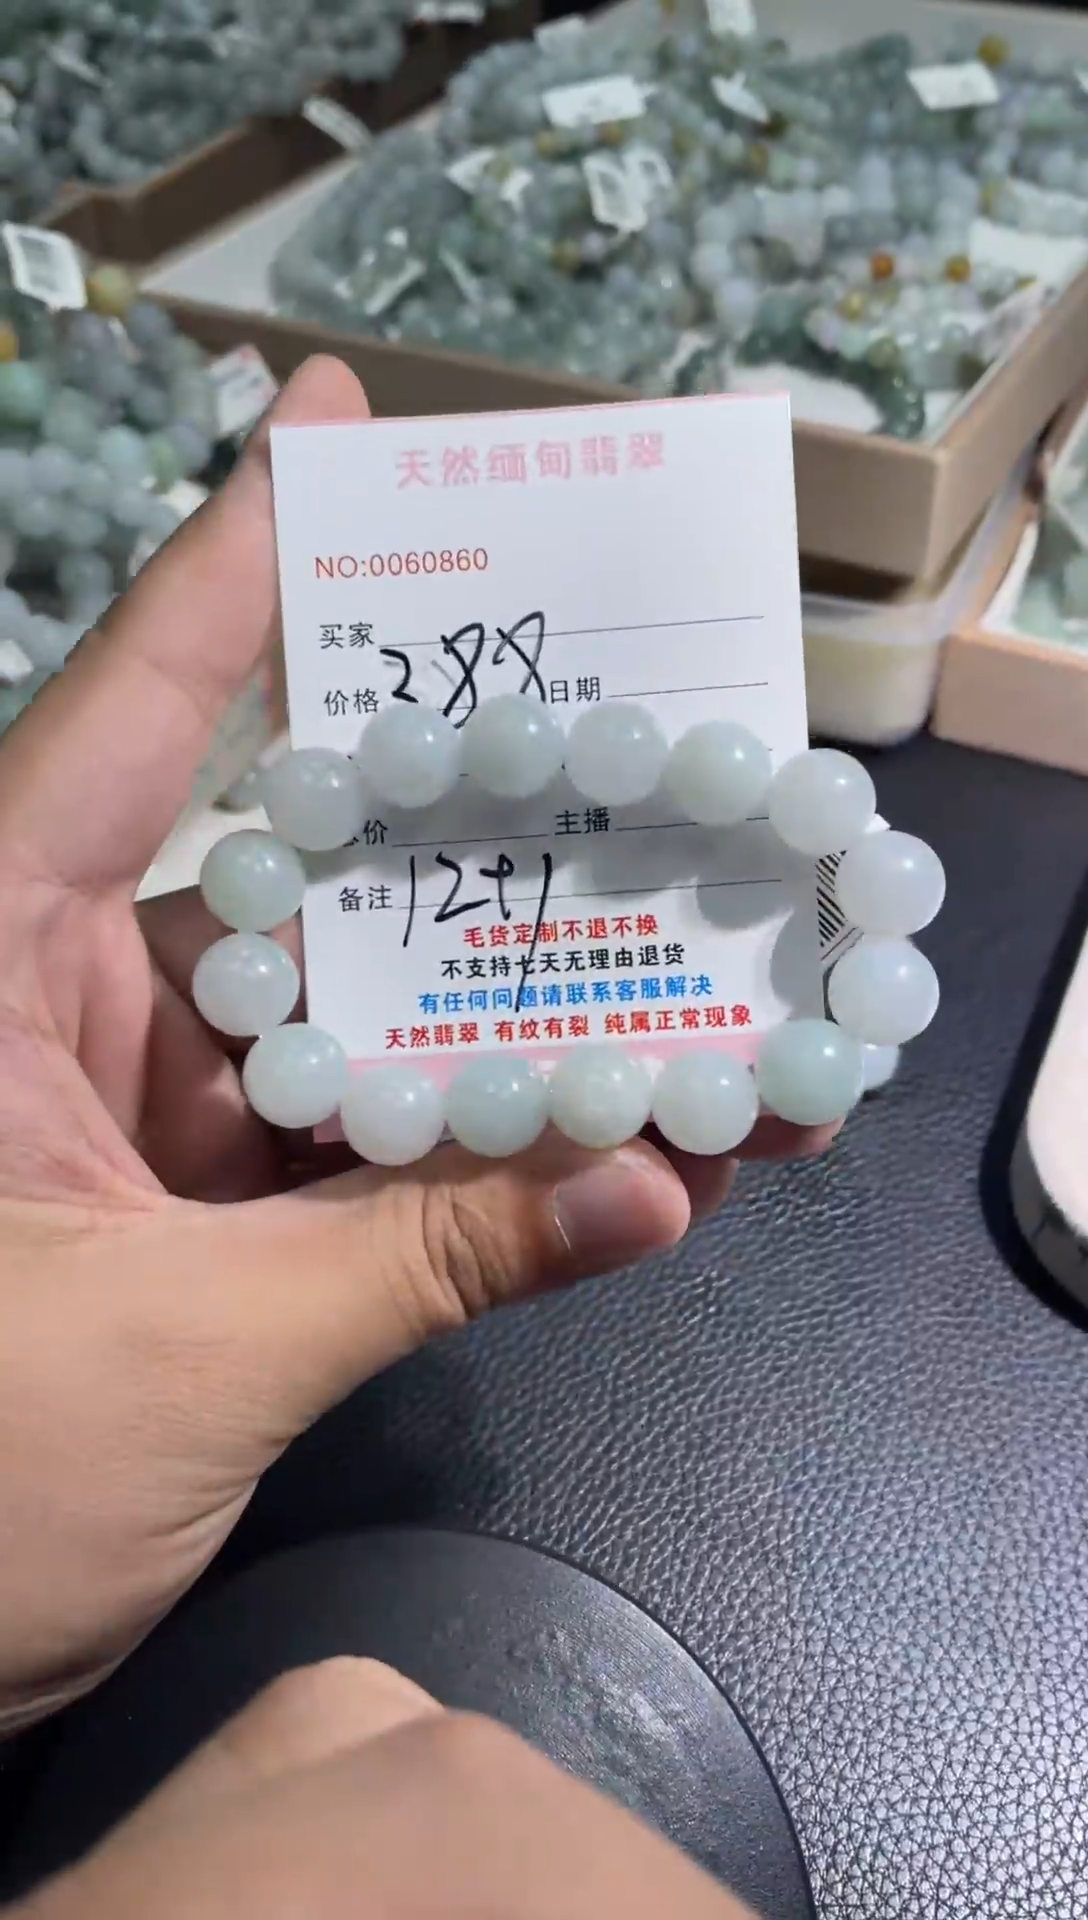 天然缅甸翡翠
NO:0060860
买家
价格 288 日期
价 主播
备注 12+1
毛货定制不退不换
不支持七天无理由退货
有任何问题请联系客服解决
天然翡翠 有纹有裂 纯属正常现象